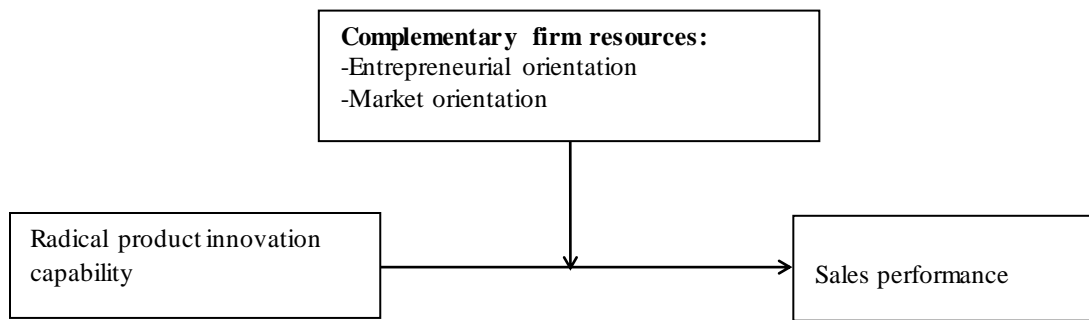 Complementary firm resources:
-Entrepreneurial orientation
-Market orientation
Radical product innovation
capability
Sales performance